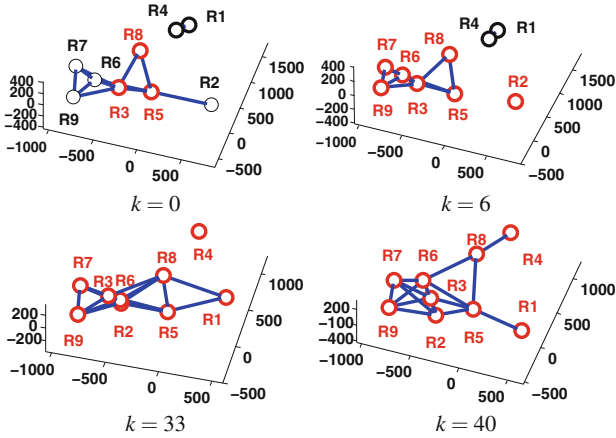 R4 R1
R8
R7
R6
R2
R9
R3
R5
400
200
0
−200
−400
−1000
−500
0
500
−500
0
500
1000
1500
k = 0
R4
R1
R8
R7
R6
R2
R3
R9
R5
400
200
0
−200
−400
−1000
−500
0
500
−500
0
500
1000
1500
k = 6
R8
R4
R7
R3 R6
R9
R2
R5
R1
200
0
−200
−1000
−500
0
500
−500
0
500
1000
k = 33
R7
R6
R8
R4
R3
R1
R9
R2
R5
200
−100
−400
−1000
−500
0
500
−500
0
500
1000
k = 40